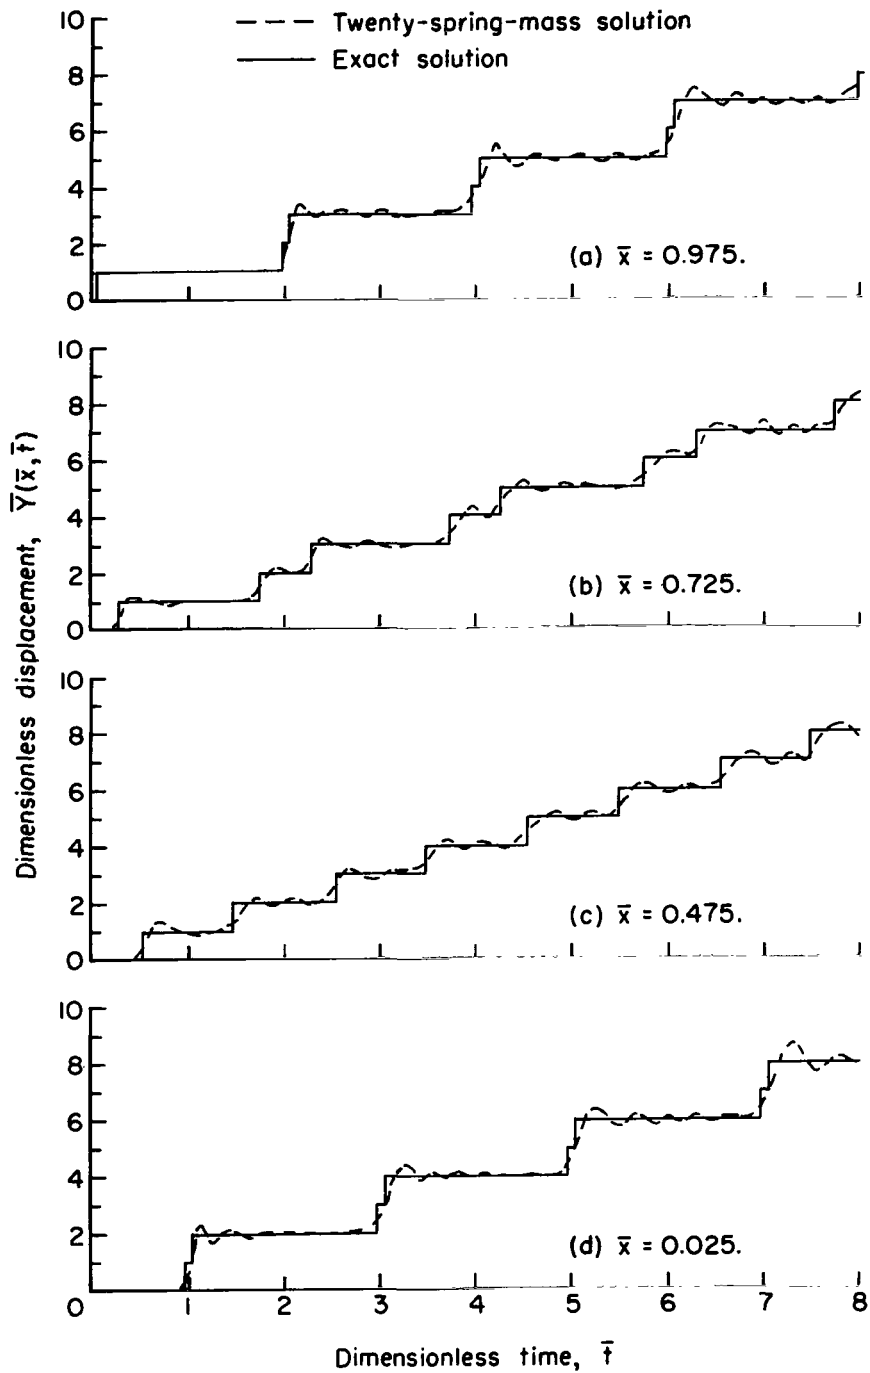 Twenty-spring-mass solution
Exact solution
10
8
6
4
2
0
(a) x̄ = 0.975.
10
8
6
4
2
0
(b) x̄ = 0.725.
Dimensionless displacement, Ȳ(x̄,t̄)
10
8
6
4
2
0
(c) x̄ = 0.475.
10
8
6
4
2
0
(d) x̄ = 0.025.
1 2 3 4 5 6 7 8
Dimensionless time, t̄